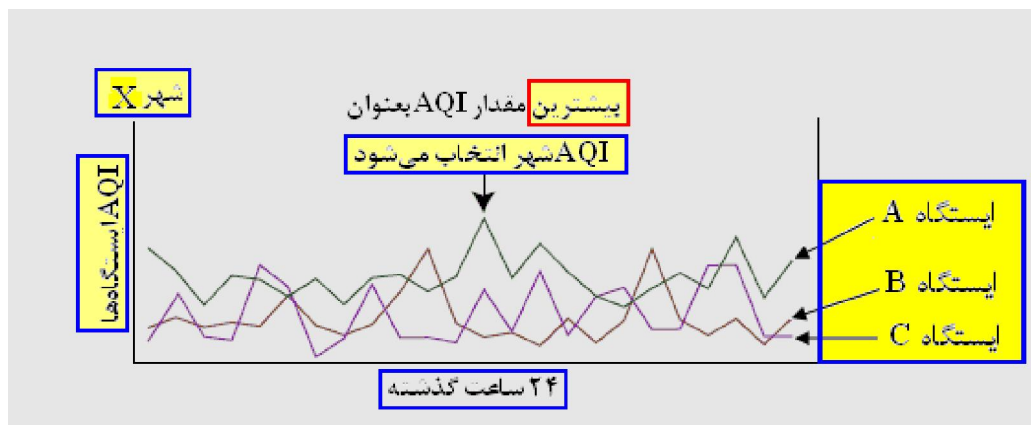 شهر X
بیشترین مقدار AQI بعنوان
AQI شهر انتخاب می‌شود
AQI ایستگاه‌ها
ایستگاه A
ایستگاه B
ایستگاه C
۲۴ ساعت گذشته